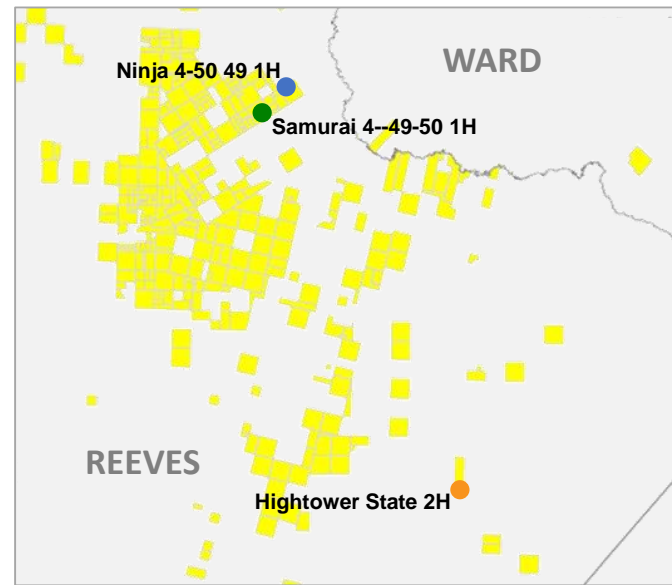 WARD
Ninja 4-50 49 1H
Samurai 4--49-50 1H
REEVES
Hightower State 2H